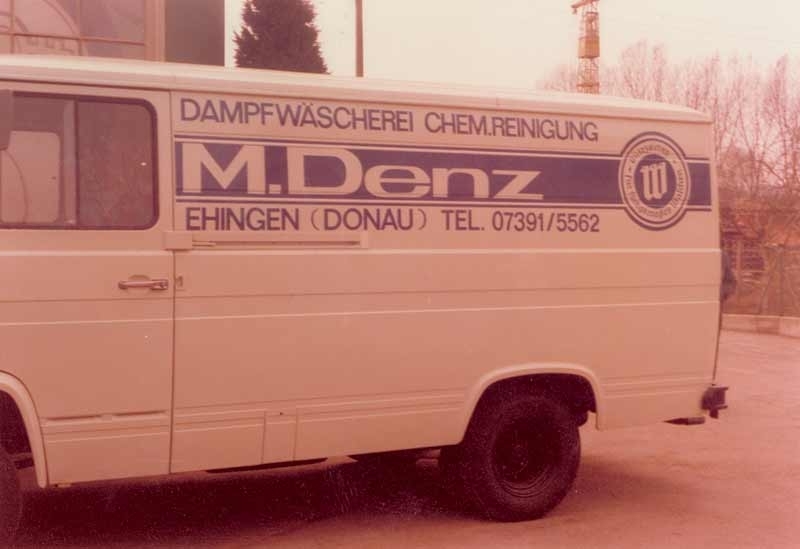 DAMPFWÄSCHEREI CHEM.REINIGUNG
M.Denz
EHINGEN (DONAU) TEL. 07391/5562
W